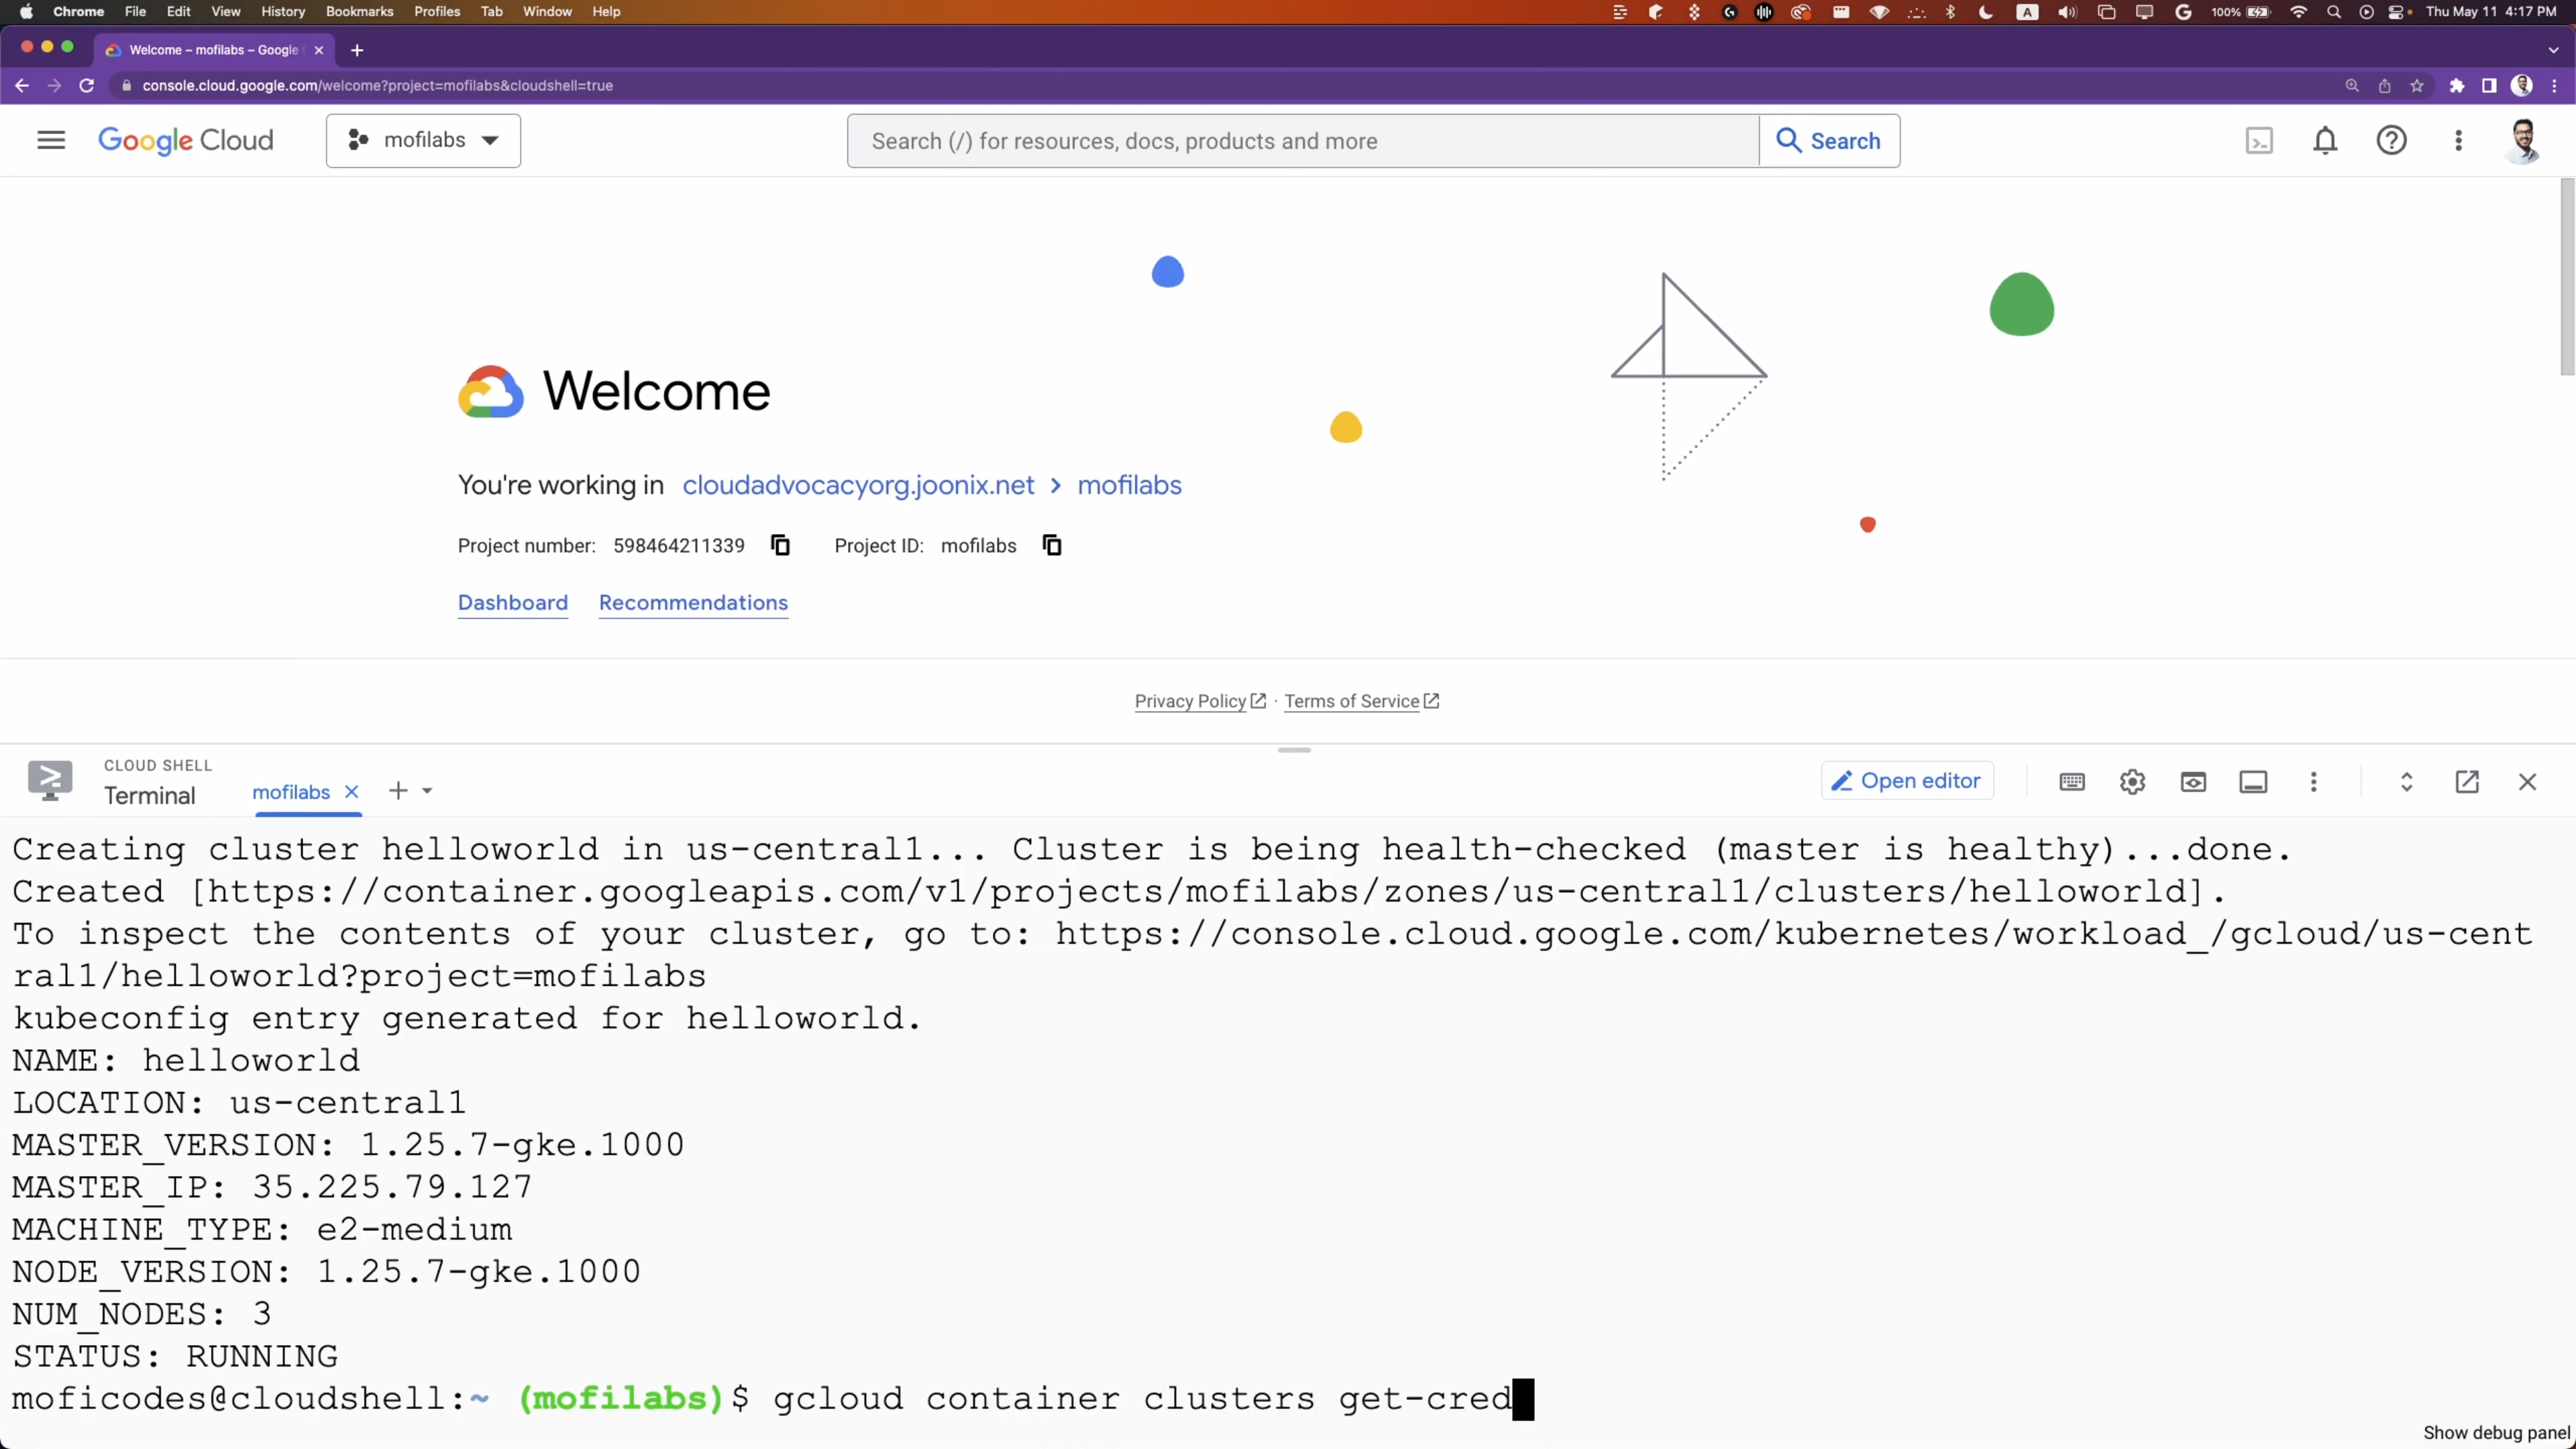 Chrome File Edit View History Bookmarks Profiles Tab Window Help 100% Thu May 11 4:17 PM
Welcome – mofilabs – Google
console.cloud.google.com/welcome?project=mofilabs&cloudshell=true
Google Cloud mofilabs Search (/) for resources, docs, products and more Search
Welcome
You're working in cloudadvocacyorg.joonix.net > mofilabs
Project number: 598464211339 Project ID: mofilabs
Dashboard Recommendations
Privacy Policy · Terms of Service
CLOUD SHELL
Terminal mofilabs Open editor
Creating cluster helloworld in us-central1... Cluster is being health-checked (master is healthy)...done.
Created [https://container.googleapis.com/v1/projects/mofilabs/zones/us-central1/clusters/helloworld].
To inspect the contents of your cluster, go to: https://console.cloud.google.com/kubernetes/workload_/gcloud/us-cent
ral1/helloworld?project=mofilabs
kubeconfig entry generated for helloworld.
NAME: helloworld
LOCATION: us-central1
MASTER_VERSION: 1.25.7-gke.1000
MASTER_IP: 35.225.79.127
MACHINE_TYPE: e2-medium
NODE_VERSION: 1.25.7-gke.1000
NUM_NODES: 3
STATUS: RUNNING
moficodes@cloudshell:~ (mofilabs)$ gcloud container clusters get-cred
Show debug panel